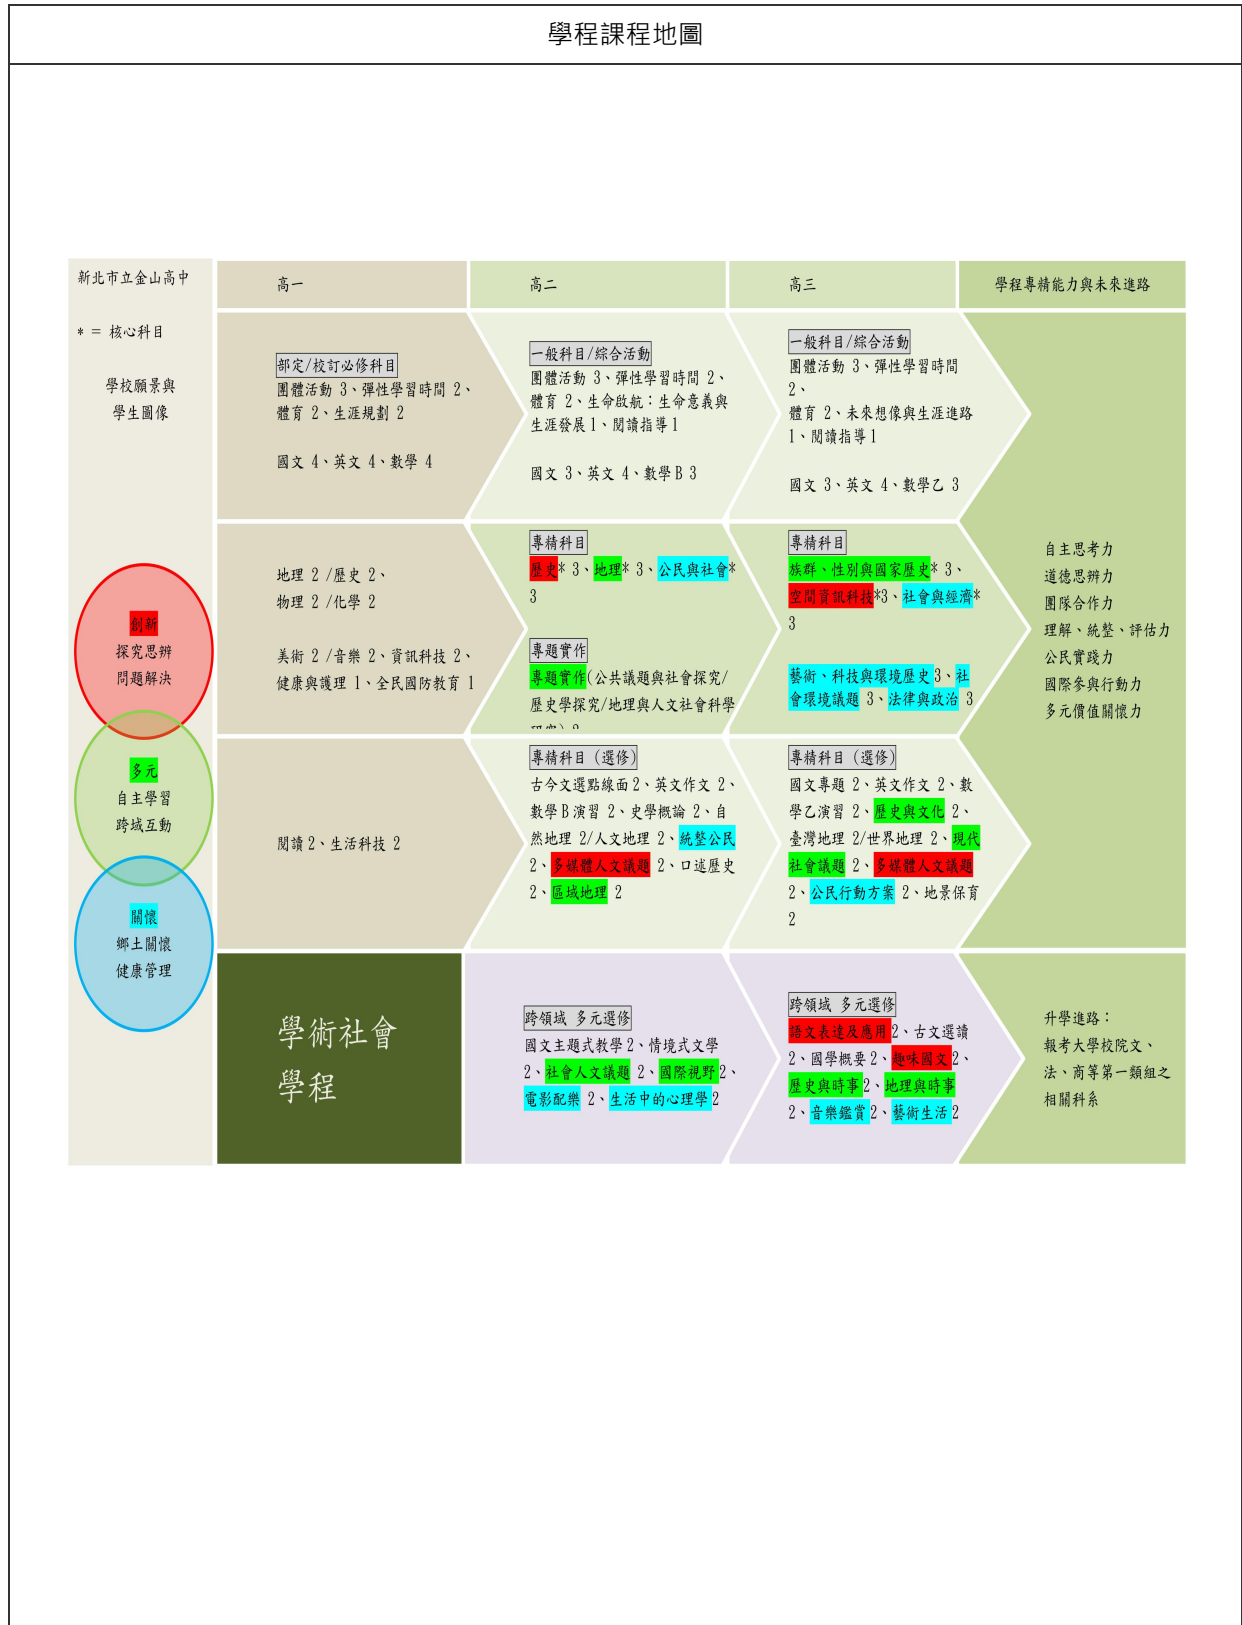 學程課程地圖
新北市立金山高中
* = 核心科目
學校願景與
學生圖像
創新
探究思辨
問題解決
多元
自主學習
跨域互動
關懷
鄉土關懷
健康管理
高一
高二
高三
學程專精能力與未來進路
部定/校訂必修科目
團體活動 3、彈性學習時間 2、
體育 2、生涯規劃 2
國文 4、英文 4、數學 4
一般科目/綜合活動
團體活動 3、彈性學習時間 2、
體育 2、生命啟航：生命意義與
生涯發展1、閱讀指導1
國文 3、英文 4、數學B 3
一般科目/綜合活動
團體活動 3、彈性學習時間
2、
體育 2、未來想像與生涯進路
1、閱讀指導1
國文 3、英文 4、數學乙 3
地理 2 /歷史 2、
物理 2 /化學 2
美術 2 /音樂 2、資訊科技 2、
健康與護理 1、全民國防教育 1
專精科目
歷史* 3、地理* 3、公民與社會*
3
專題實作
專題實作(公共議題與社會探究/
歷史學探究/地理與人文社會科學
專精科目
族群、性別與國家歷史* 3、
空間資訊科技*3、社會與經濟*
3
藝術、科技與環境歷史 3、社
會環境議題 3、法律與政治 3
自主思考力
道德思辨力
團隊合作力
理解、統整、評估力
公民實踐力
國際參與行動力
多元價值關懷力
閱讀 2、生活科技 2
專精科目（選修）
古今文選點線面 2、英文作文 2、
數學B演習 2、史學概論 2、自
然地理 2/人文地理 2、統整公民
2、多媒體人文議題 2、口述歷史
2、區域地理 2
專精科目（選修）
國文專題 2、英文作文 2、數
學乙演習 2、歷史與文化 2、
臺灣地理 2/世界地理 2、現代
社會議題 2、多媒體人文議題
2、公民行動方案 2、地景保育
2
學術社會
學程
跨領域 多元選修
國文主題式教學 2、情境式文學
2、社會人文議題 2、國際視野 2、
電影配樂 2、生活中的心理學 2
跨領域 多元選修
語文表達及應用 2、古文選讀
2、國學概要 2、趣味國文 2、
歷史與時事 2、地理與時事
2、音樂鑑賞 2、藝術生活 2
升學進路：
報考大學校院文、
法、商等第一類組之
相關科系